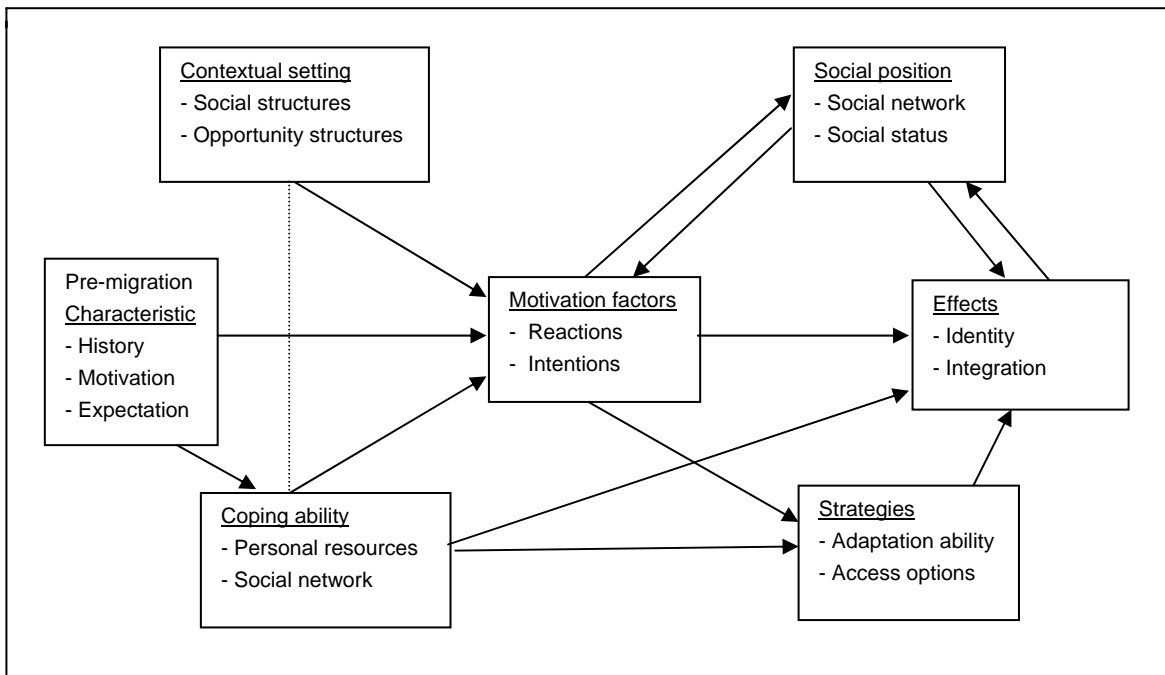 Contextual setting
- Social structures
- Opportunity structures
Social position
- Social network
- Social status
Pre-migration
Characteristic
- History
- Motivation
- Expectation
Motivation factors
- Reactions
- Intentions
Effects
- Identity
- Integration
Coping ability
- Personal resources
- Social network
Strategies
- Adaptation ability
- Access options